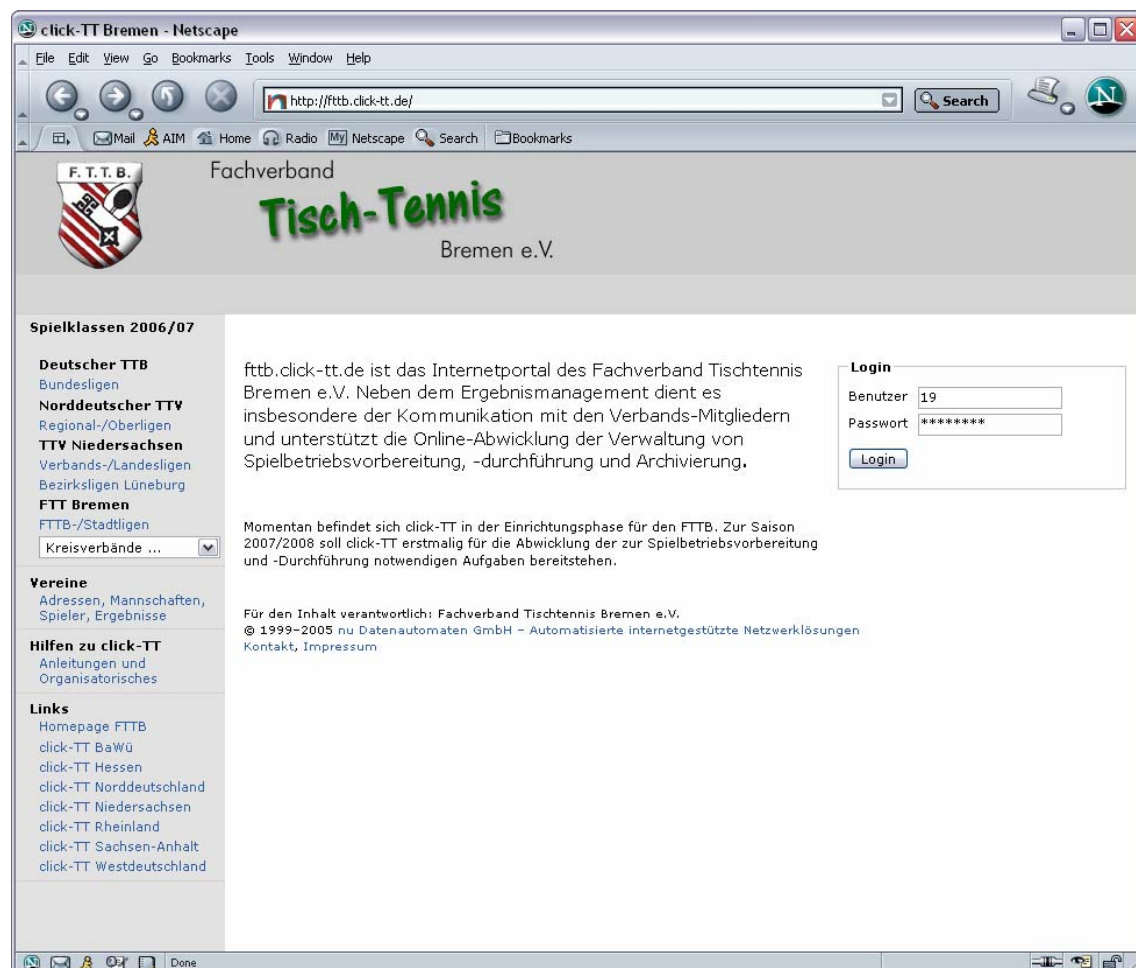 click-TT Bremen - Netscape
File Edit View Go Bookmarks Tools Window Help
http://fttb.click-tt.de/
Search
N
Mail AIM Home Radio My Netscape Search Bookmarks
F. T. T. B.
Fachverband
Tisch-Tennis
Bremen e.V.
Spielklassen 2006/07
Deutscher TTB
Bundesligen
Norddeutscher TTV
Regional-/Oberligen
TTV Niedersachsen
Verbands-/Landesligen
Bezirksligen Lüneburg
FTT Bremen
FTTB-/Stadtligen
Kreisverbände ...
Vereine
Adressen, Mannschaften,
Spieler, Ergebnisse
Hilfen zu click-TT
Anleitungen und
Organisatorisches
Links
Homepage FTTB
click-TT BaWü
click-TT Hessen
click-TT Norddeutschland
click-TT Niedersachsen
click-TT Rheinland
click-TT Sachsen-Anhalt
click-TT Westdeutschland
fttb.click-tt.de ist das Internetportal des Fachverband Tischtennis
Bremen e.V. Neben dem Ergebnismanagement dient es
insbesondere der Kommunikation mit den Verbands-Mitgliedern
und unterstützt die Online-Abwicklung der Verwaltung von
Spielbetriebsvorbereitung, -durchführung und Archivierung.
Momentan befindet sich click-TT in der Einrichtungsphase für den FTTB. Zur Saison
2007/2008 soll click-TT erstmalig für die Abwicklung der zur Spielbetriebsvorbereitung
und -Durchführung notwendigen Aufgaben bereitstehen.
Für den Inhalt verantwortlich: Fachverband Tischtennis Bremen e.V.
© 1999-2005 nu Datenautomaten GmbH - Automatisierte internetgestützte Netzwerklösungen
Kontakt, Impressum
Login
Benutzer 19
Passwort ********
Login
Done